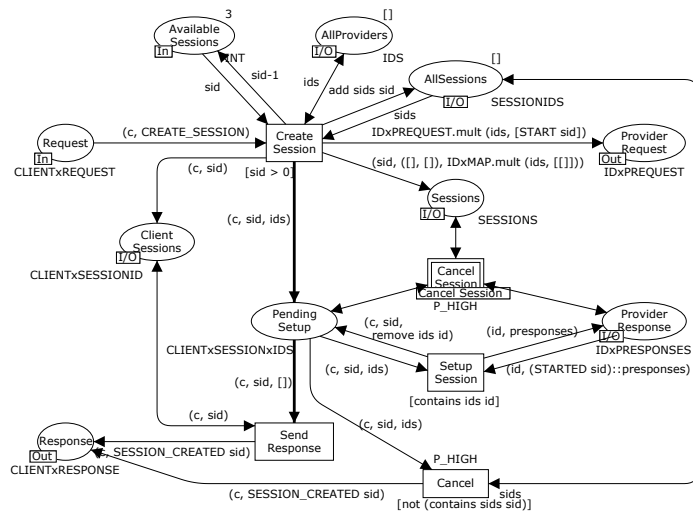 3
Available
Sessions
In
INT
[]
AllProviders
I/O
IDS
[]
AllSessions
I/O
SESSIONIDS
sid
sid-1
ids
add sids sid
sids
Request
In
CLIENTxREQUEST
(c, CREATE_SESSION)
Create
Session
[sid > 0]
IDxPREQUEST.mult (ids, [START sid])
Provider
Request
Out
IDxPREQUEST
(c, sid)
(sid, ([], []), IDxMAP.mult (ids, [[]]))
Sessions
I/O
SESSIONS
(c, sid, ids)
Client
Sessions
I/O
CLIENTxSESSIONID
Cancel
Session
Cancel Session
P_HIGH
Pending
Setup
CLIENTxSESSIONxIDS
(c, sid,
remove ids id)
(id, presponses)
Provider
Response
I/O
IDxPRESPONSES
(c, sid, ids)
Setup
Session
[contains ids id]
(id, (STARTED sid)::presponses)
(c, sid, [])
(c, sid)
(c, sid, ids)
Send
Response
Response
Out
CLIENTxRESPONSE
(c, SESSION_CREATED sid)
(c, SESSION_CREATED sid)
P_HIGH
Cancel
[not (contains sids sid)]
sids